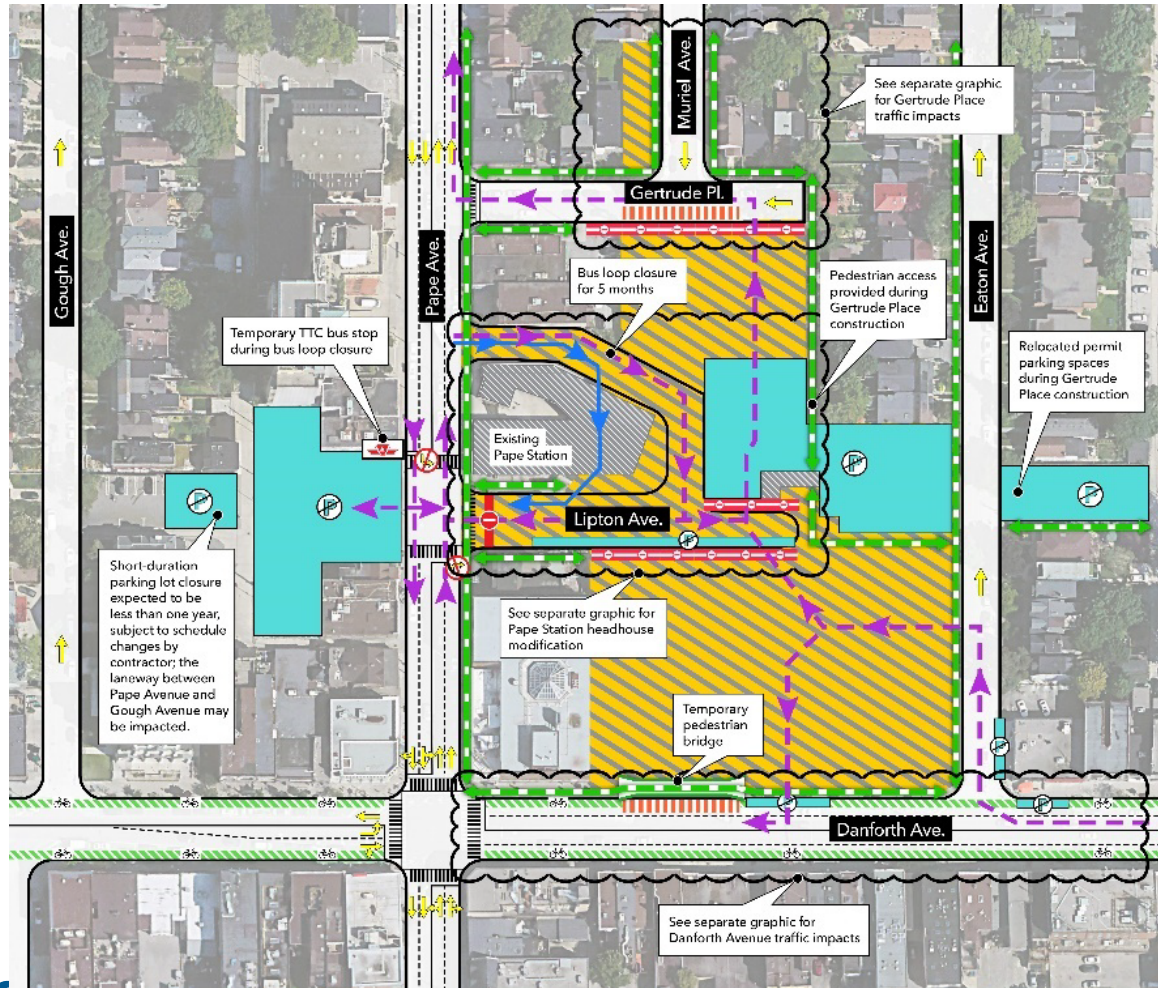 Muriel Ave.
See separate graphic
for Gertrude Place
traffic impacts
Gertrude Pl.
Gough Ave.
Pape Ave.
Eaton Ave.
Bus loop closure
for 5 months
Pedestrian access
provided during
Gertrude Place
construction
Temporary TTC bus stop
during bus loop closure
Relocated permit
parking spaces
during Gertrude
Place construction
Existing
Pape Station
P
P
P
Lipton Ave.
P
Short-duration
parking lot closure
expected to be
less than one year,
subject to schedule
changes by
contractor; the
laneway between
Pape Avenue and
Gough Avenue may
be impacted.
See separate graphic for
Pape Station headhouse
modification
Temporary
pedestrian
bridge
P
P
P
Danforth Ave.
See separate graphic for
Danforth Avenue traffic impacts